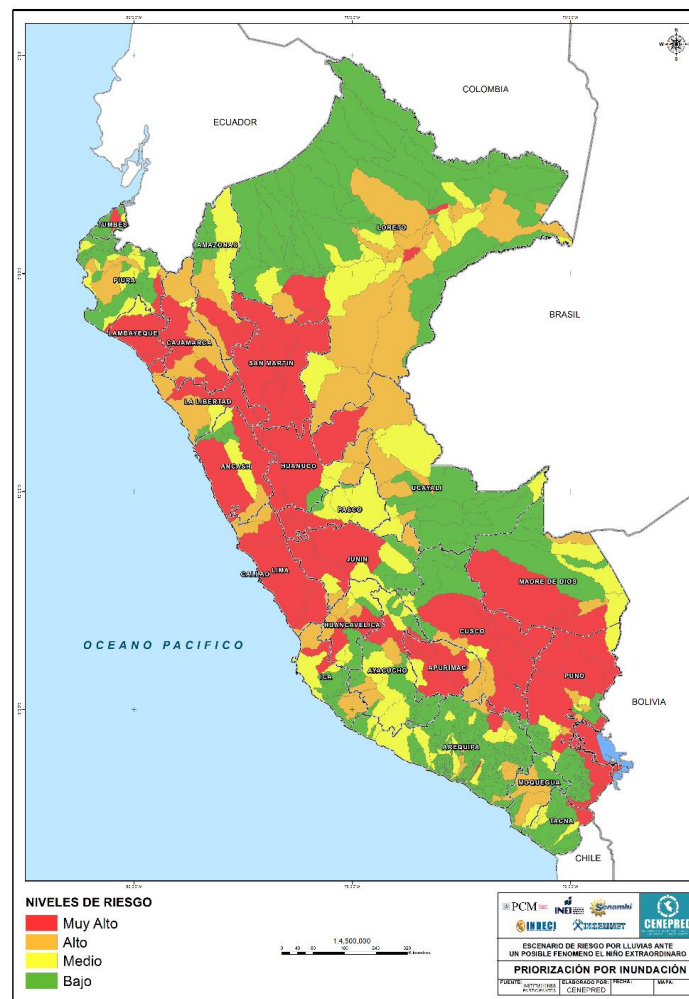 COLOMBIA
ECUADOR
TUMBES
LORETO
AMAZONAS
PIURA
BRASIL
LAMBAYEQUE
CAJAMARCA
SAN MARTIN
LA LIBERTAD
ANCASH
HUANUCO
UCAYALI
PASCO
JUNIN
CALLAO LIMA
MADRE DE DIOS
HUANCAVELICA
CUSCO
OCEANO PACIFICO
APURIMAC
AYACUCHO
ICA
PUNO
BOLIVIA
AREQUIPA
MOQUEGUA
TACNA
CHILE
NIVELES DE RIESGO
Muy Alto
Alto
Medio
Bajo
1:4,500,000
PCM INEI Senamhi
INDECI INGEMMET
CENEPRED
ESCENARIO DE RIESGO POR LLUVIAS ANTE
UN POSIBLE FENOMENO EL NIÑO EXTRAORDINARO
PRIORIZACIÓN POR INUNDACIÓN
FUENTE: ELABORADO POR: FECHA: MAPA:
CENEPRED